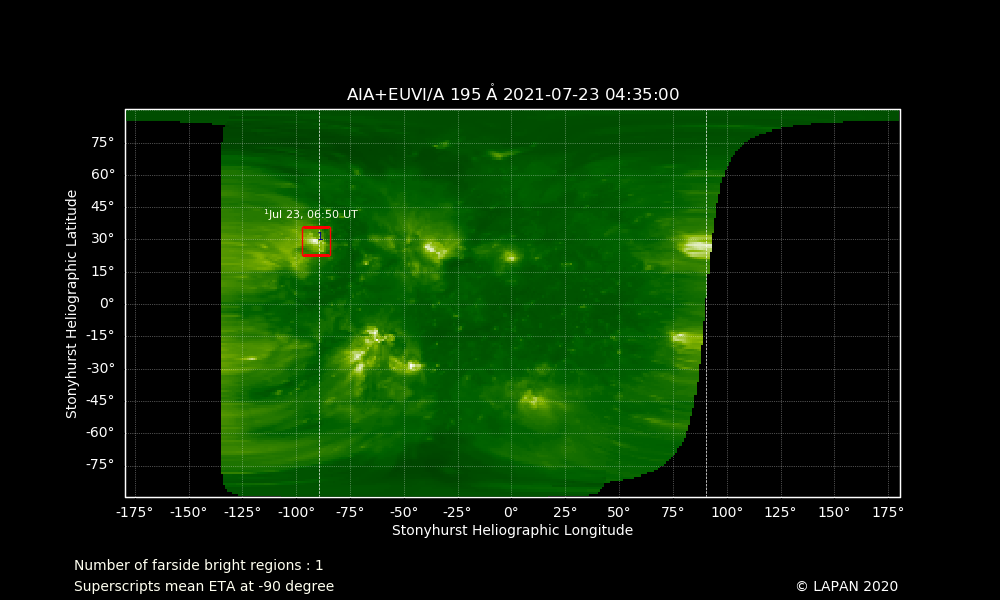 AIA+EUVI/A 195 Å 2021-07-23 04:35:00
Stonyhurst Heliographic Latitude
75°
60°
45°
30°
15°
0°
-15°
-30°
-45°
-60°
-75°
¹Jul 23, 06:50 UT
1
-175° -150° -125° -100° -75° -50° -25° 0° 25° 50° 75° 100° 125° 150° 175°
Stonyhurst Heliographic Longitude
Number of farside bright regions : 1
Superscripts mean ETA at -90 degree
© LAPAN 2020